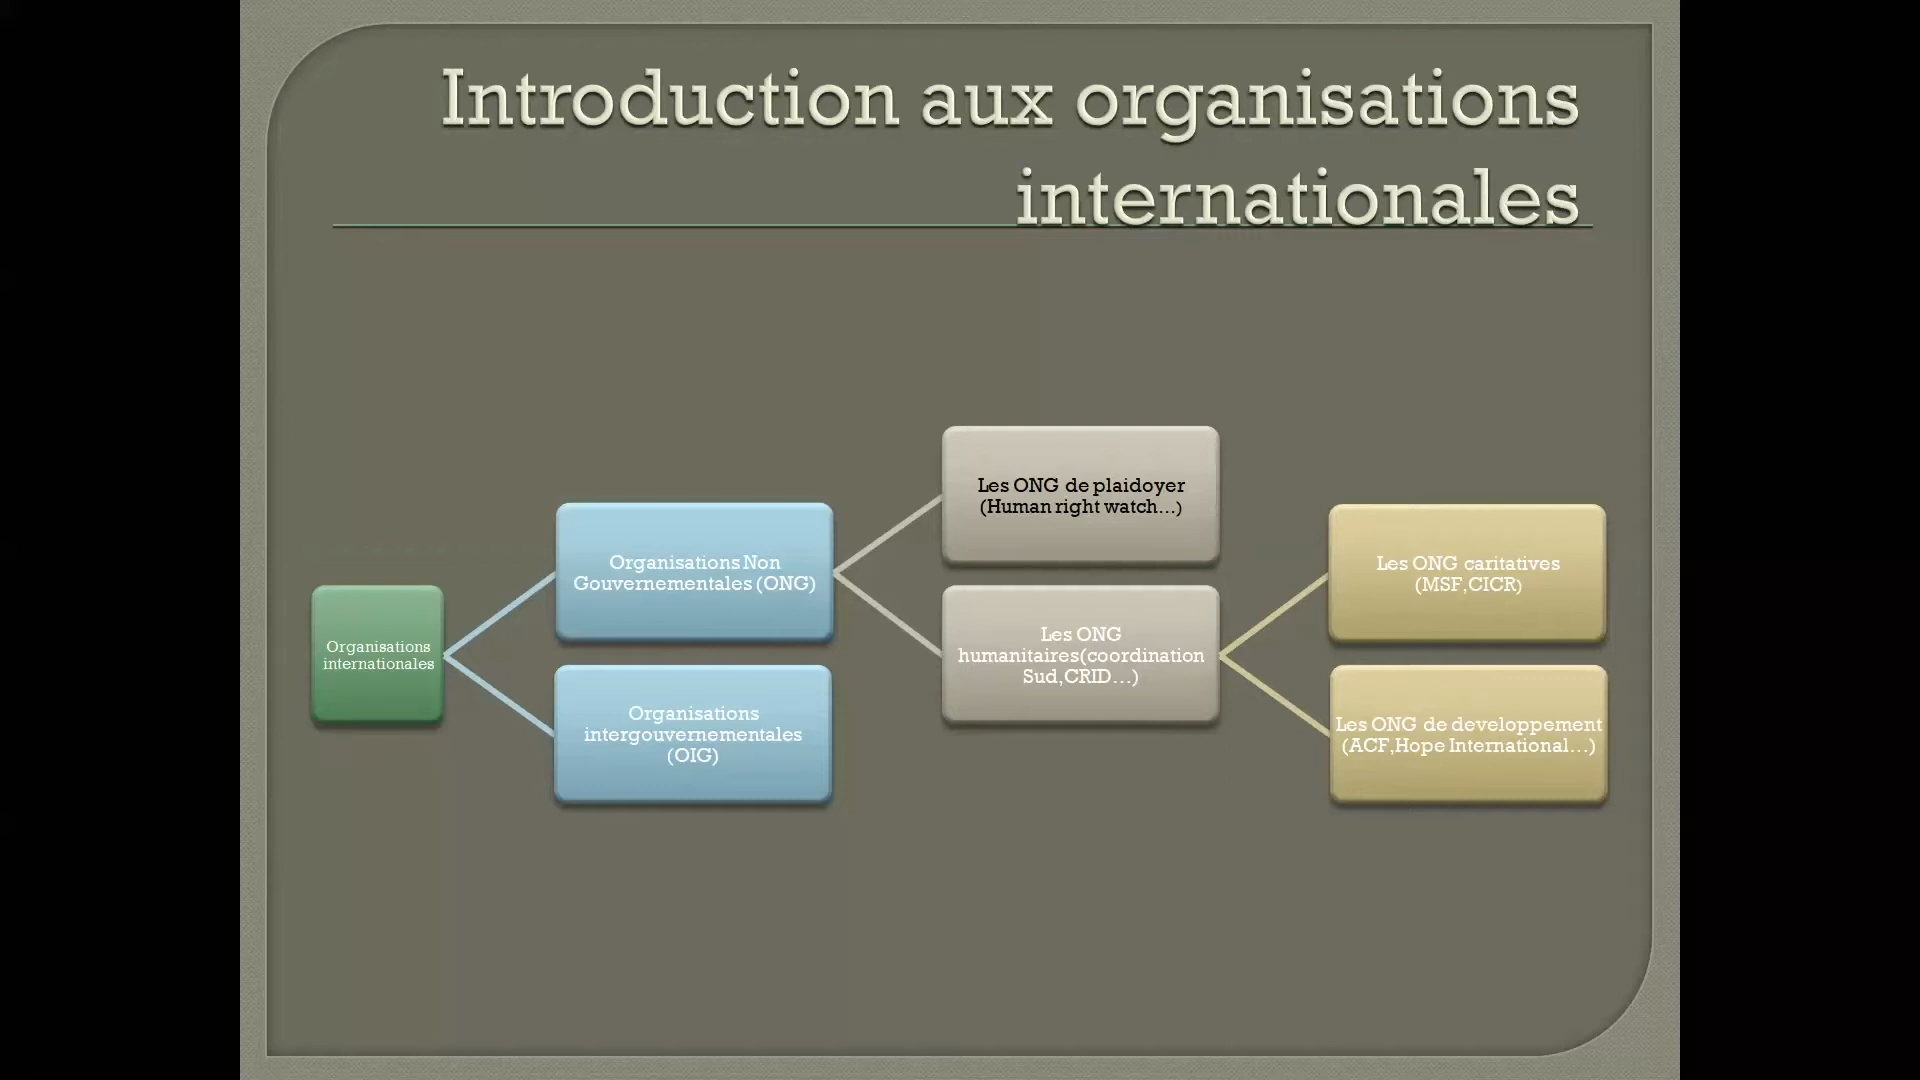 Introduction aux organisations
internationales
Organisations
internationales
Organisations Non
Gouvernementales (ONG)
Organisations
intergouvernementales
(OIG)
Les ONG de plaidoyer
(Human right watch...)
Les ONG
humanitaires(coordination
Sud,CRID...)
Les ONG caritatives
(MSF,CICR)
Les ONG de developpement
(ACF,Hope International...)